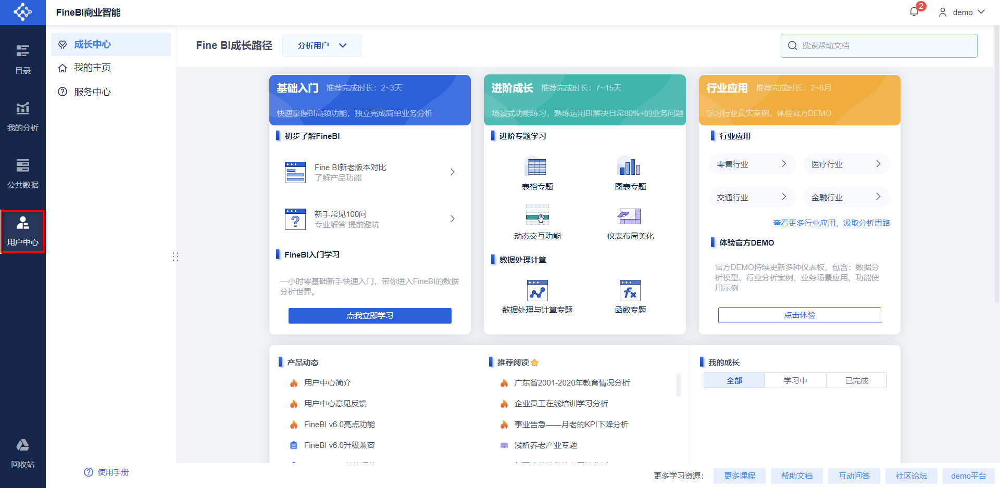 FineBI商业智能
2
demo
目录
我的分析
公共数据
用户中心
回收站
成长中心
我的主页
服务中心
使用手册
Fine BI成长路径
分析用户
搜索帮助文档
基础入门 推荐完成时长：2~3天
快速掌握BI高频功能，独立完成简单业务分析
初步了解FineBI
Fine BI新老版本对比
了解产品功能
新手常见100问
专业解答 提前避坑
FineBI入门学习
一小时零基础新手快速入门，带你进入FineBI的数据
分析世界。
点我立即学习
进阶成长 推荐完成时长：7~15天
场景式功能练习，熟练运用BI解决日常80%+的业务问题
进阶专题学习
表格专题
图表专题
动态交互功能
仪表布局美化
数据处理计算
数据处理与计算专题
函数专题
行业应用 推荐完成时长：2~6月
学习行业真实案例，体验官方DEMO
行业应用
零售行业
医疗行业
交通行业
金融行业
查看更多行业应用，汲取分析思路
体验官方DEMO
官方DEMO持续更新多种仪表板，包含：数据分
析模型、行业分析案例、业务场景应用、功能使
用示例
点击体验
产品动态
用户中心简介
用户中心意见反馈
FineBI v6.0亮点功能
FineBI v6.0升级兼容
推荐阅读
广东省2001-2020年教育情况分析
企业员工在线培训学习分析
事业告急——月老的KPI下降分析
浅析养老产业专题
我的成长
全部
学习中
已完成
更多学习资源：
更多课程
帮助文档
互动问答
社区论坛
demo平台